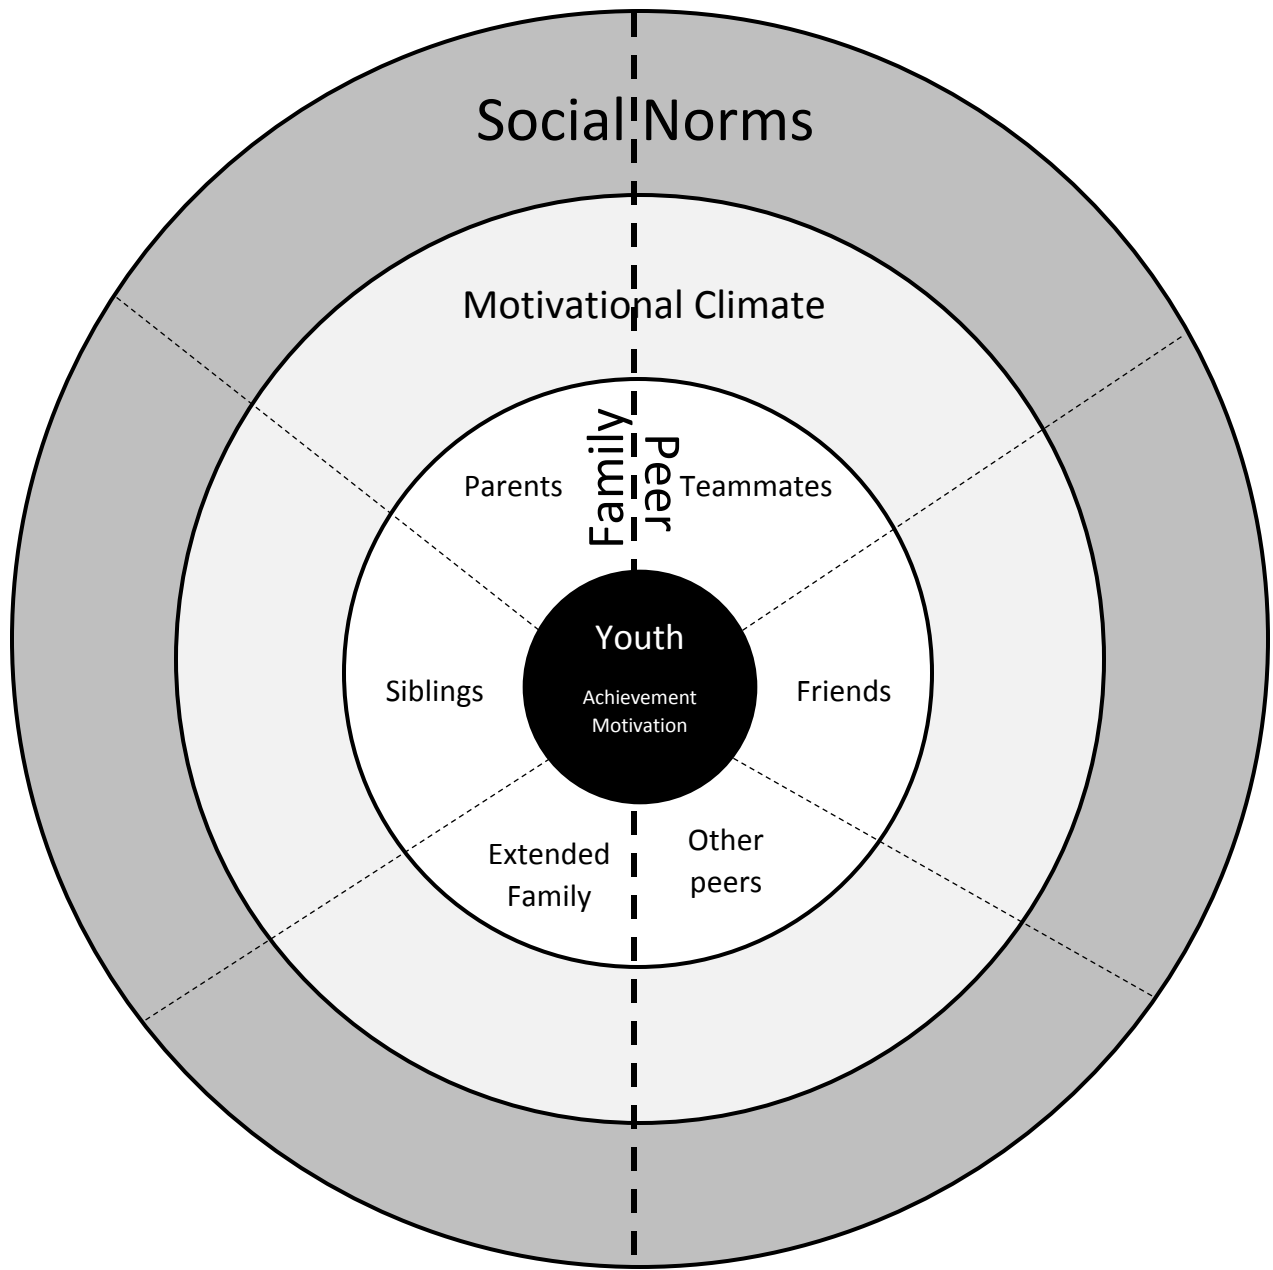 Social Norms
Motivational Climate
Family
Peer
Parents
Teammates
Youth
Achievement
Motivation
Siblings
Friends
Extended
Family
Other
peers